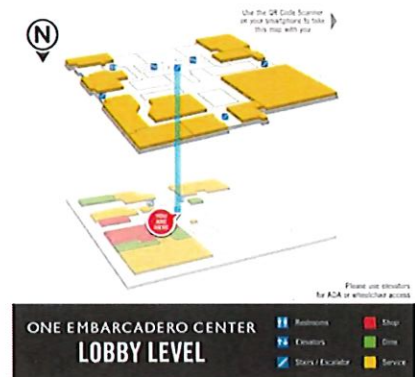 Use the QR Code Scanner
on your smartphone to take
this map with you
N
YOU
ARE
HERE
Please use elevators
for ADA or wheelchair access
ONE EMBARCADERO CENTER
LOBBY LEVEL
Restrooms
Elevators
Stairs / Escalator
Shop
Dine
Service